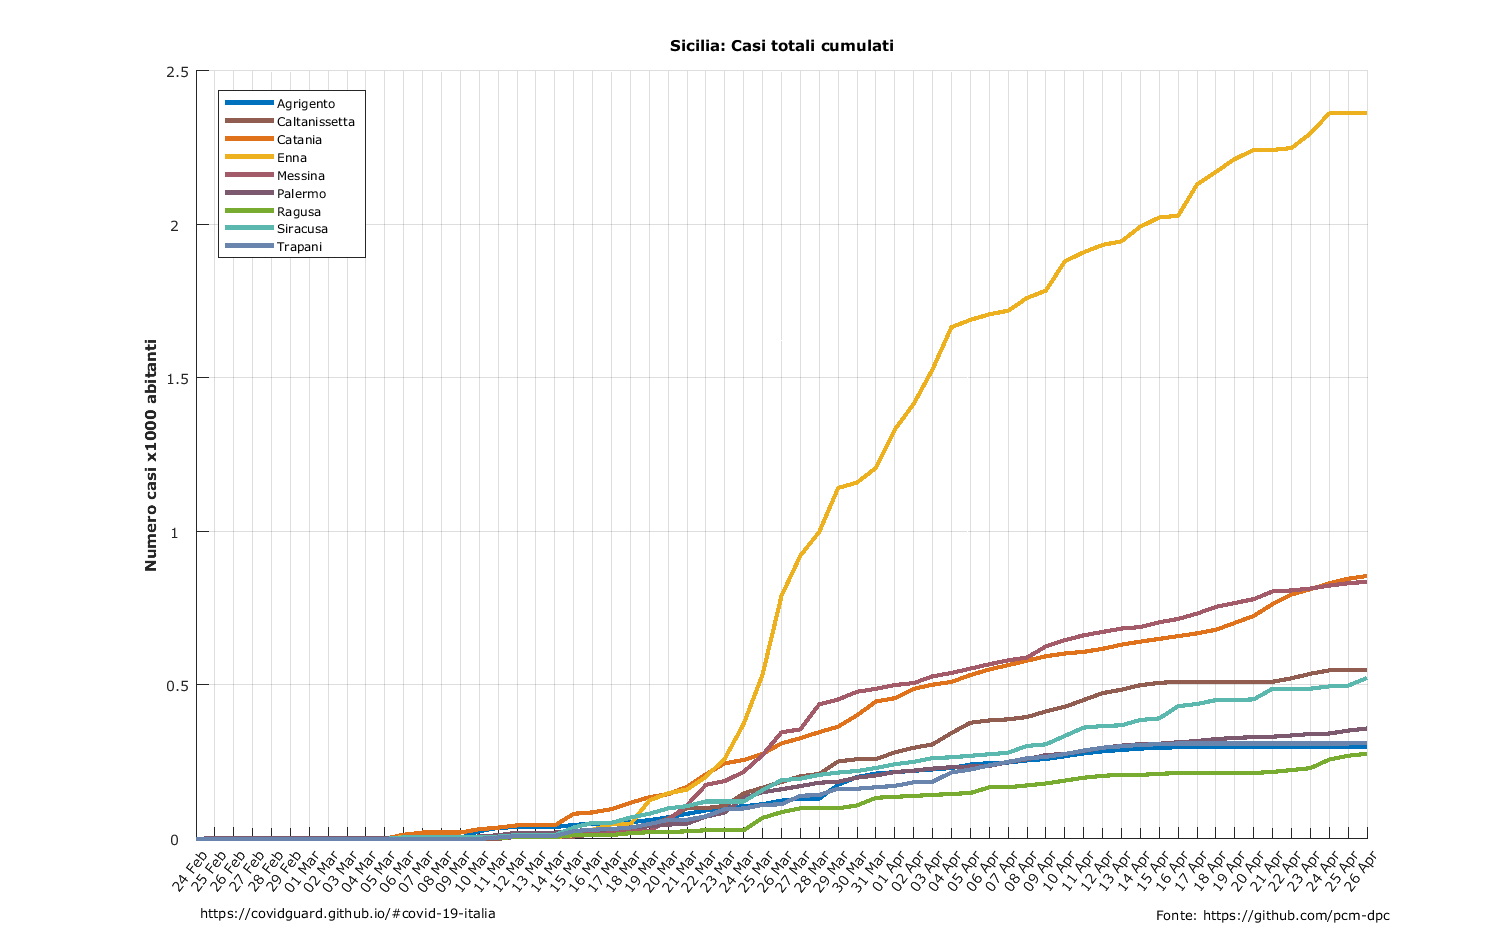 Sicilia: Casi totali cumulati
2.5
2
1.5
1
0.5
0
Numero casi x1000 abitanti
Agrigento
Caltanissetta
Catania
Enna
Messina
Palermo
Ragusa
Siracusa
Trapani
24 Feb
25 Feb
26 Feb
27 Feb
28 Feb
29 Feb
01 Mar
02 Mar
03 Mar
04 Mar
05 Mar
06 Mar
07 Mar
08 Mar
09 Mar
10 Mar
11 Mar
12 Mar
13 Mar
14 Mar
15 Mar
16 Mar
17 Mar
18 Mar
19 Mar
20 Mar
21 Mar
22 Mar
23 Mar
24 Mar
25 Mar
26 Mar
27 Mar
28 Mar
29 Mar
30 Mar
31 Mar
01 Apr
02 Apr
03 Apr
04 Apr
05 Apr
06 Apr
07 Apr
08 Apr
09 Apr
10 Apr
11 Apr
12 Apr
13 Apr
14 Apr
15 Apr
16 Apr
17 Apr
18 Apr
19 Apr
20 Apr
21 Apr
22 Apr
23 Apr
24 Apr
25 Apr
26 Apr
https://covidguard.github.io/#covid-19-italia
Fonte: https://github.com/pcm-dpc